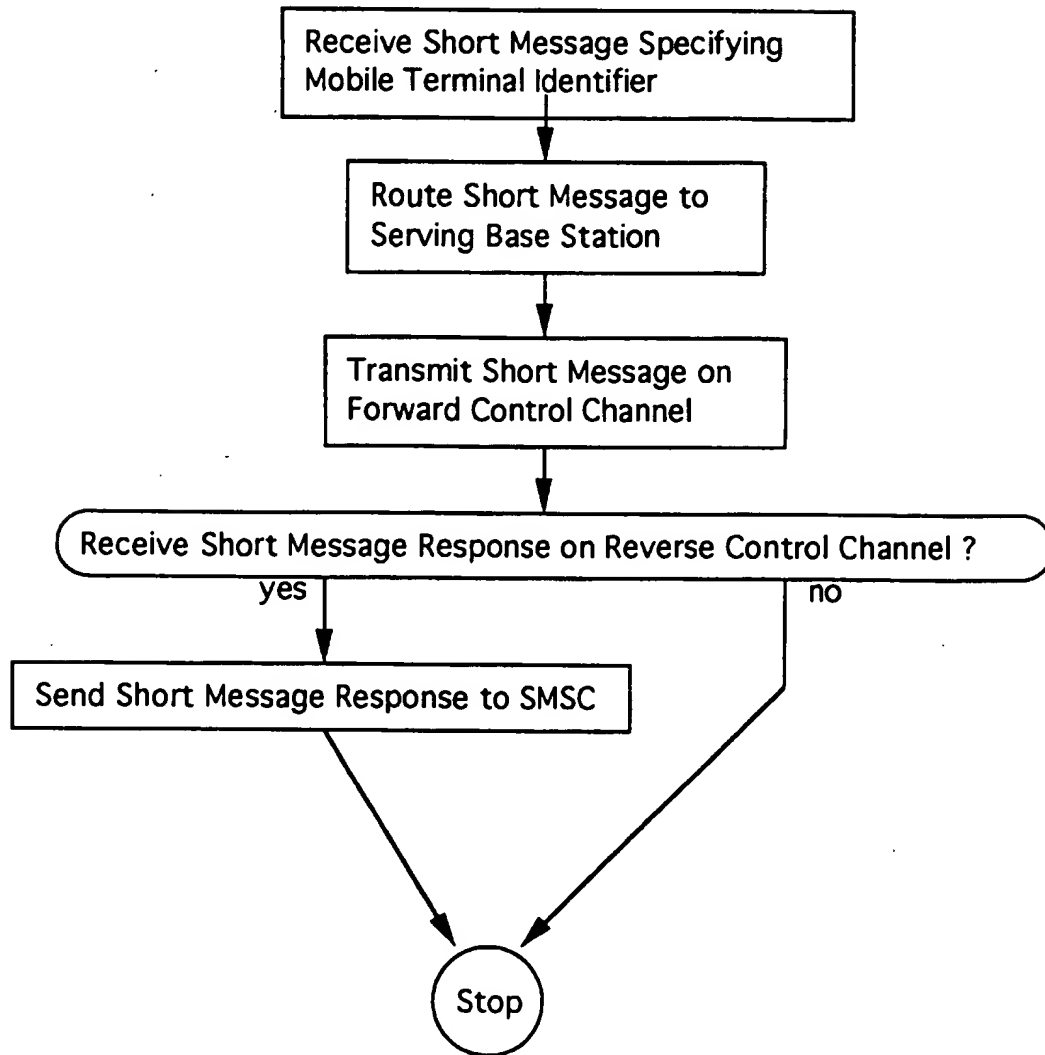 Receive Short Message Specifying
Mobile Terminal Identifier
Route Short Message to
Serving Base Station
Transmit Short Message on
Forward Control Channel
Receive Short Message Response on Reverse Control Channel ?
yes
no
Send Short Message Response to SMSC
Stop